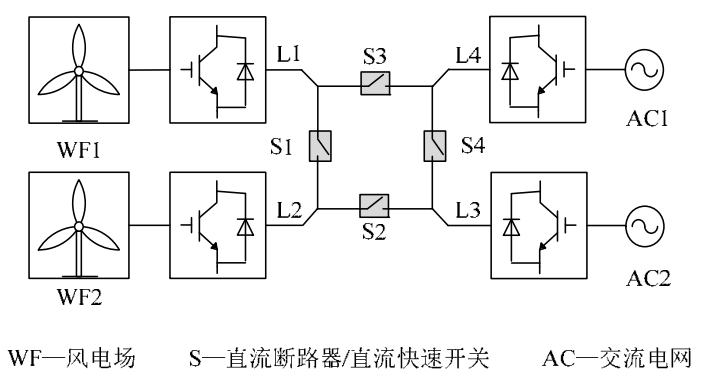 L1 S3 L4
WF1 S1 S4 AC1
L2 S2 L3
WF2 AC2
WF—风电场 S—直流断路器/直流快速开关 AC—交流电网